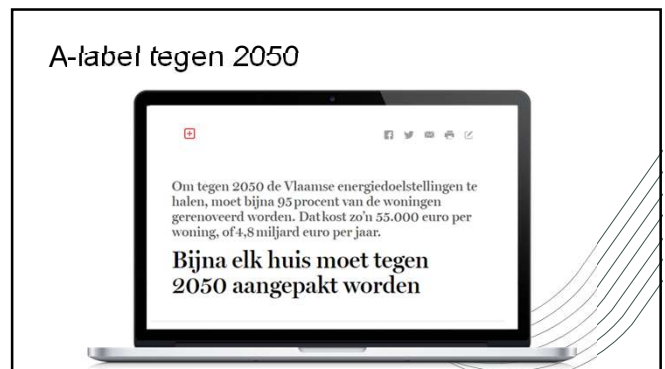 A-label tegen 2050
Om tegen 2050 de Vlaamse energiedoelstellingen te
halen, moet bijna 95 procent van de woningen
gerenoveerd worden. Dat kost zo'n 55.000 euro per
woning, of 4,8 miljard euro per jaar.
Bijna elk huis moet tegen
2050 aangepakt worden